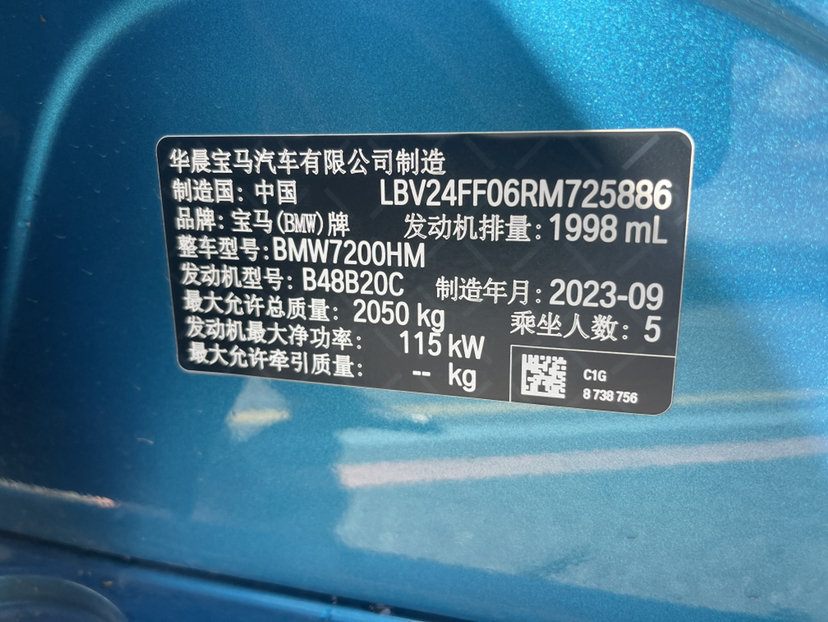 华晨宝马汽车有限公司制造
制造国：中国 LBV24FF06RM725886
品牌：宝马(BMW)牌 发动机排量：1998 mL
整车型号：BMW7200HM
发动机型号：B48B20C 制造年月：2023-09
最大允许总质量：2050 kg 乘坐人数：5
发动机最大净功率：115 kW
最大允许牵引质量：-- kg
C1G
8 738 756